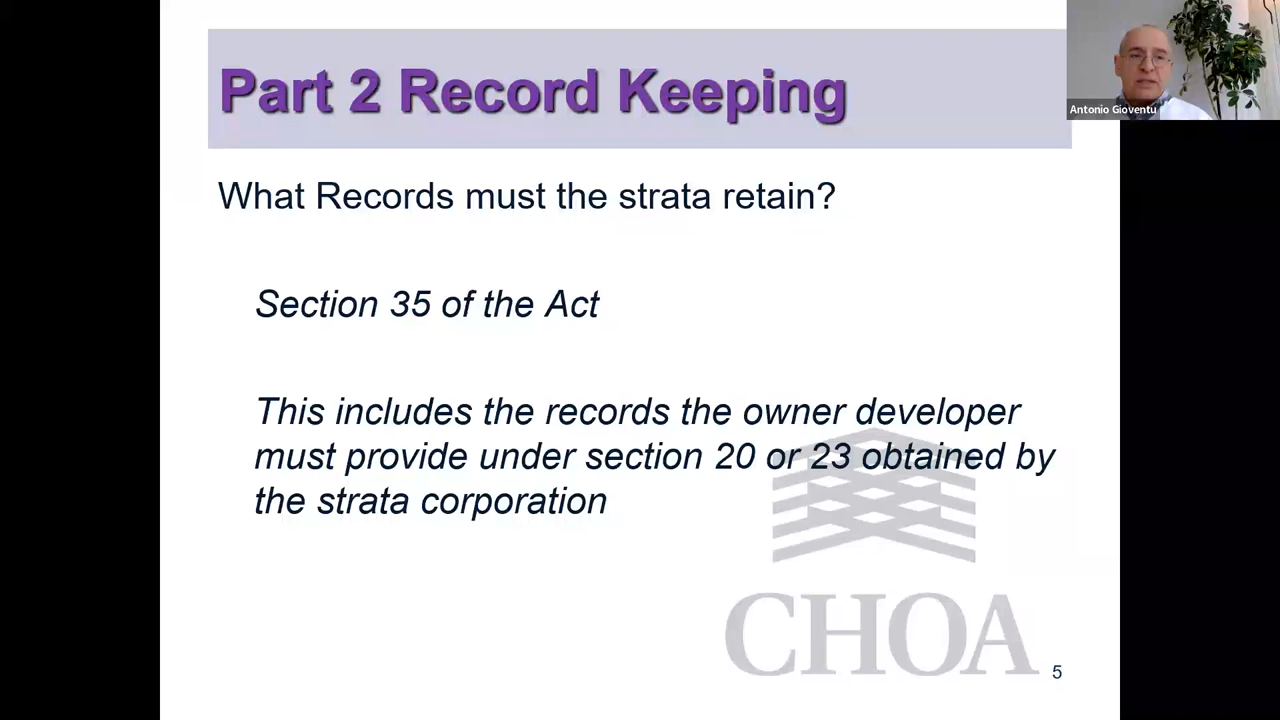 Part 2 Record Keeping
Antonio Gioventu
What Records must the strata retain?
Section 35 of the Act
This includes the records the owner developer
must provide under section 20 or 23 obtained by
the strata corporation
CHOA
5